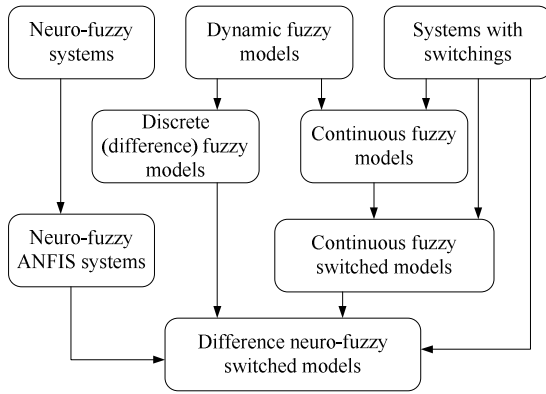 Neuro-fuzzy
systems
Dynamic fuzzy
models
Systems with
switchings
Discrete
(difference) fuzzy
models
Continuous fuzzy
models
Neuro-fuzzy
ANFIS systems
Continuous fuzzy
switched models
Difference neuro-fuzzy
switched models